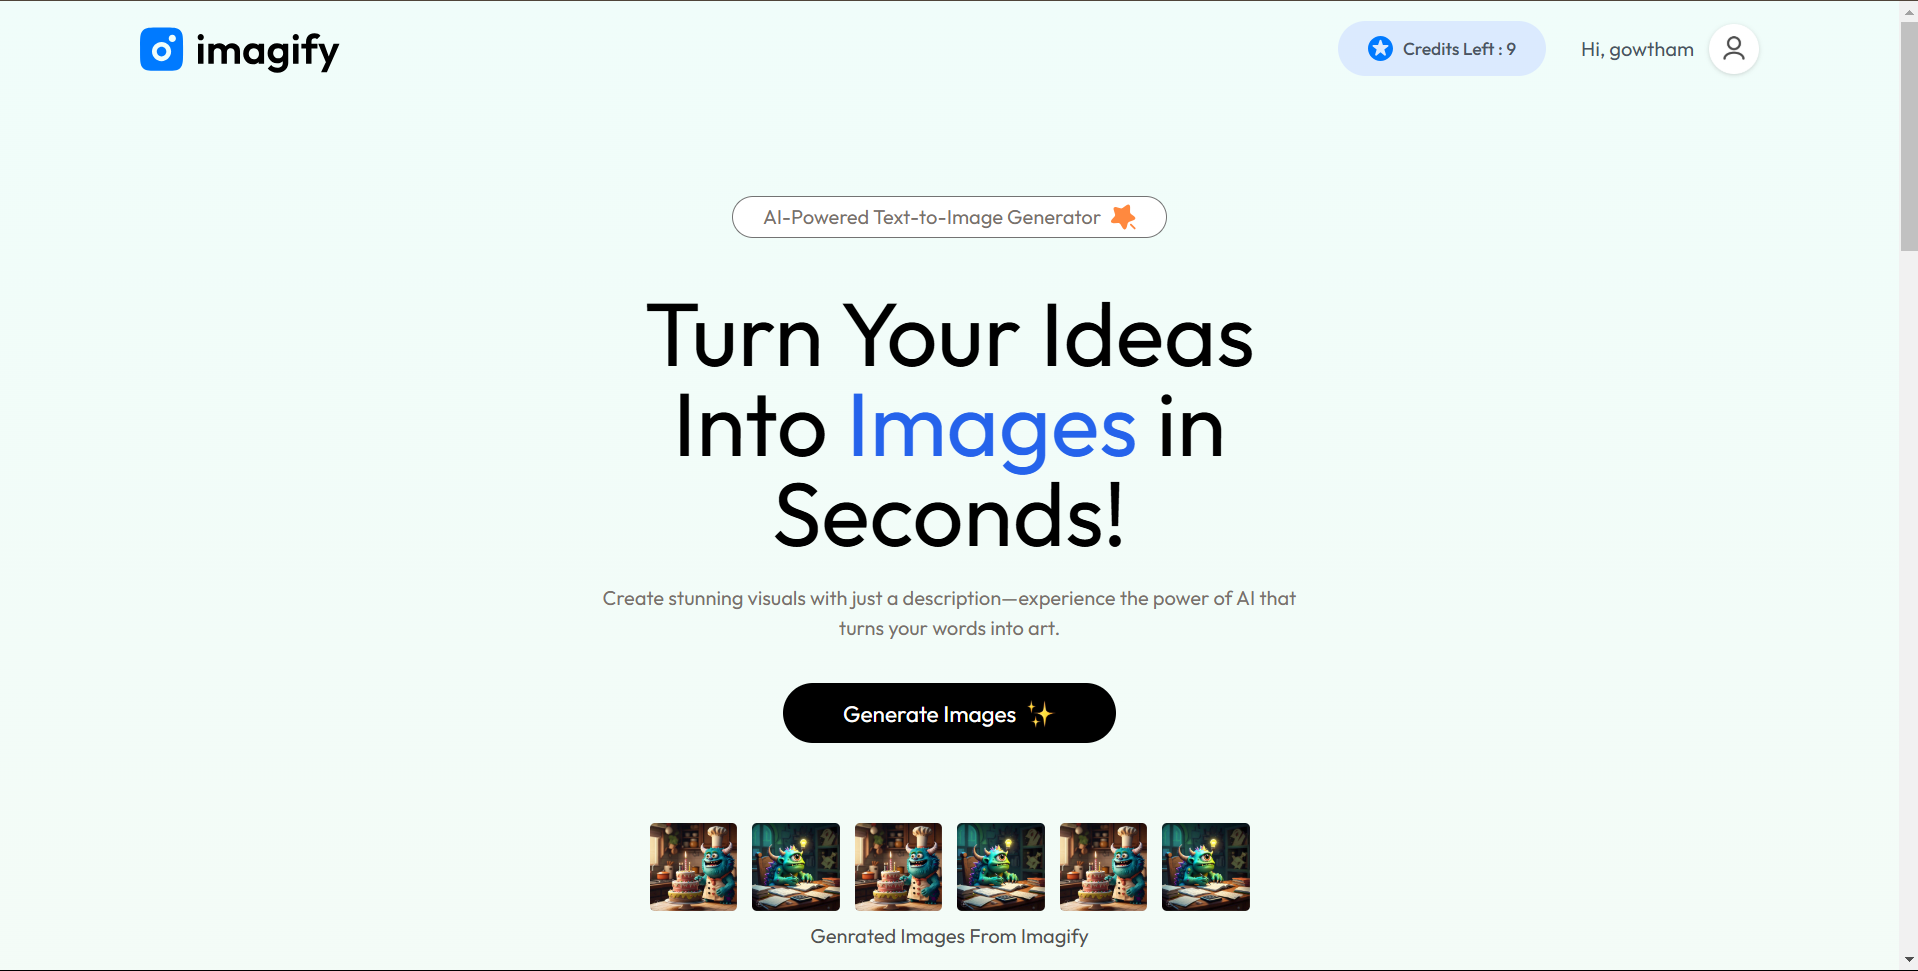 imagify
Credits Left : 9
Hi, gowtham
AI-Powered Text-to-Image Generator
Turn Your Ideas
Into Images in
Seconds!
Create stunning visuals with just a description—experience the power of AI that
turns your words into art.
Generate Images
Genrated Images From Imagify